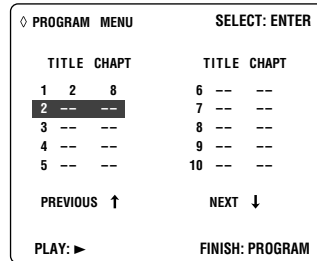 ◊ PROGRAM MENU SELECT: ENTER
TITLE CHAPT TITLE CHAPT
1 2 8 6 –– ––
2 –– –– 7 –– ––
3 –– –– 8 –– ––
4 –– –– 9 –– ––
5 –– –– 10 –– ––
PREVIOUS ↑ NEXT ↓
PLAY: ► FINISH: PROGRAM